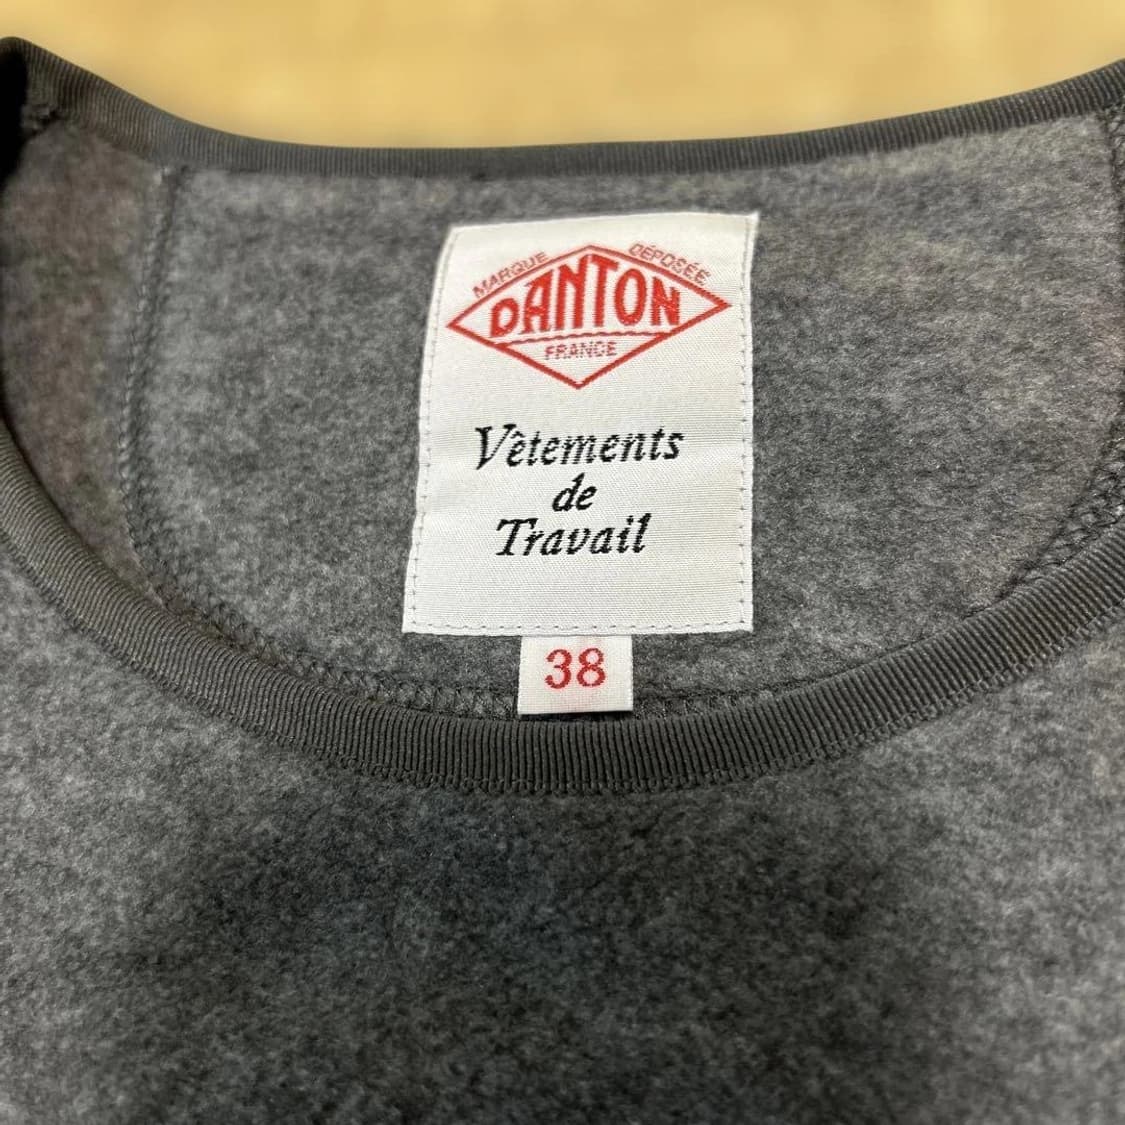 MARQUE DÉPOSÉE
DANTON
FRANCE
Vêtements
de
Travail
38